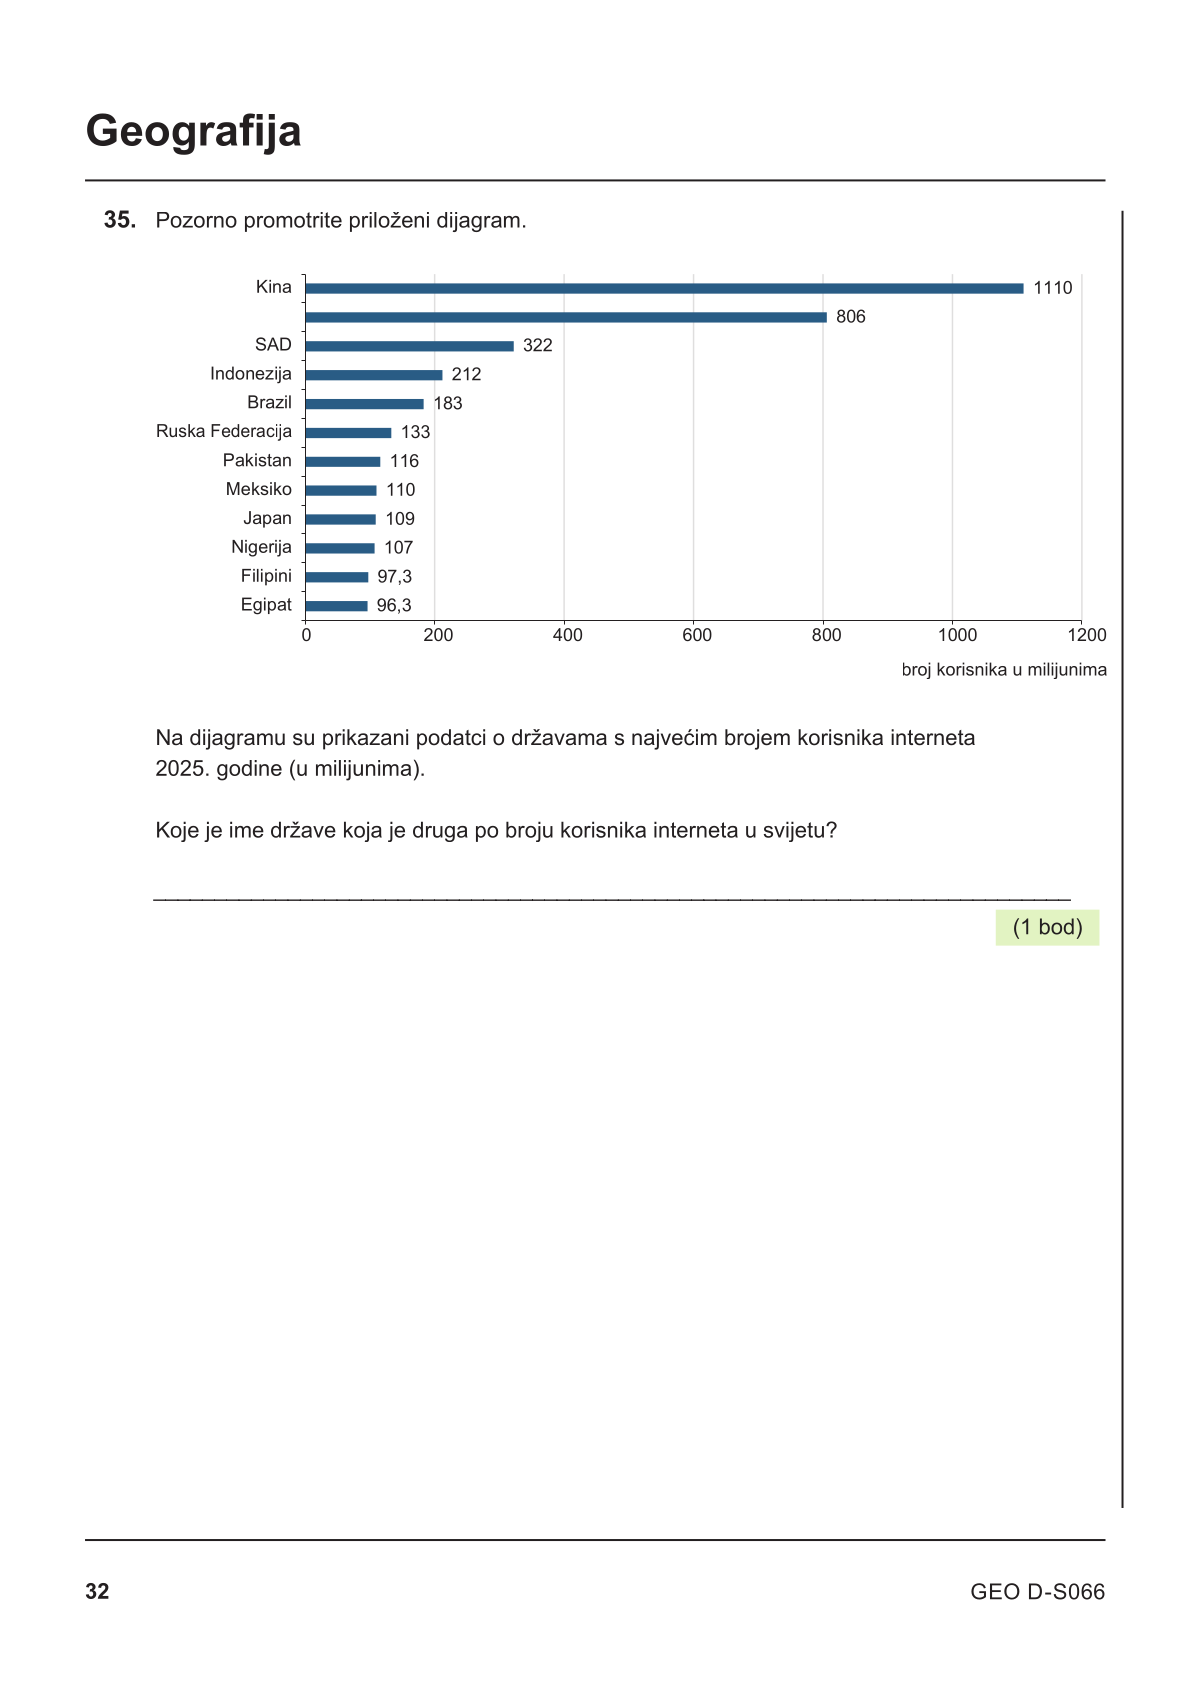 Geografija
35. Pozorno promotrite priloženi dijagram.
Kina 1110
806
SAD 322
Indonezija 212
Brazil 183
Ruska Federacija 133
Pakistan 116
Meksiko 110
Japan 109
Nigerija 107
Filipini 97,3
Egipat 96,3
0 200 400 600 800 1000 1200
broj korisnika u milijunima
Na dijagramu su prikazani podatci o državama s najvećim brojem korisnika interneta
2025. godine (u milijunima).
Koje je ime države koja je druga po broju korisnika interneta u svijetu?
(1 bod)
32 GEO D-S066